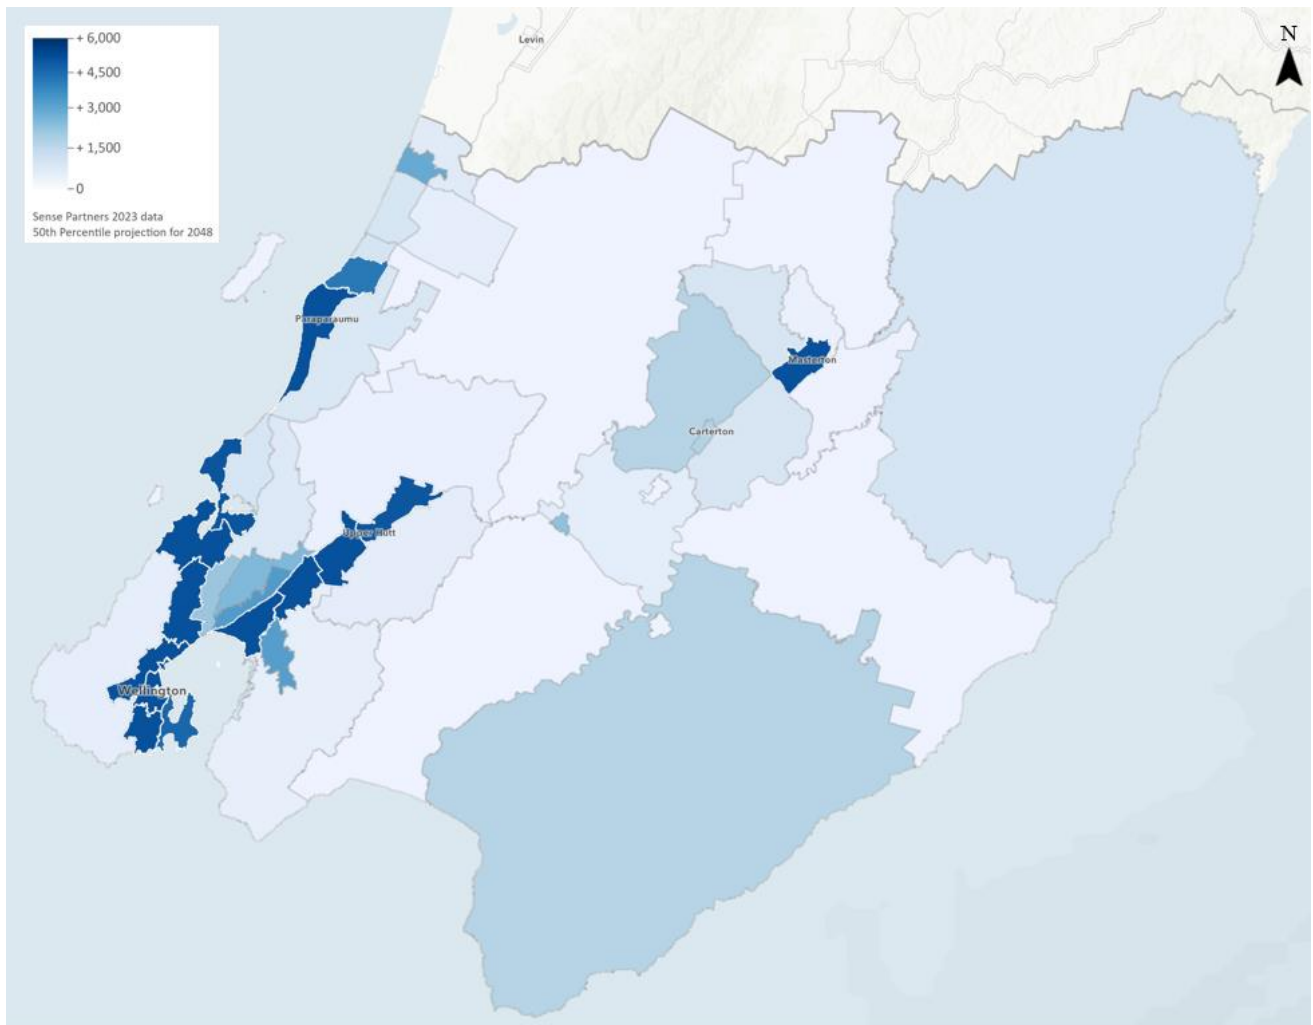 + 6,000
+ 4,500
+ 3,000
+ 1,500
0
Sense Partners 2023 data
50th Percentile projection for 2048
Levin
N
Paraparaumu
Masterton
Carterton
Upper Hutt
Wellington